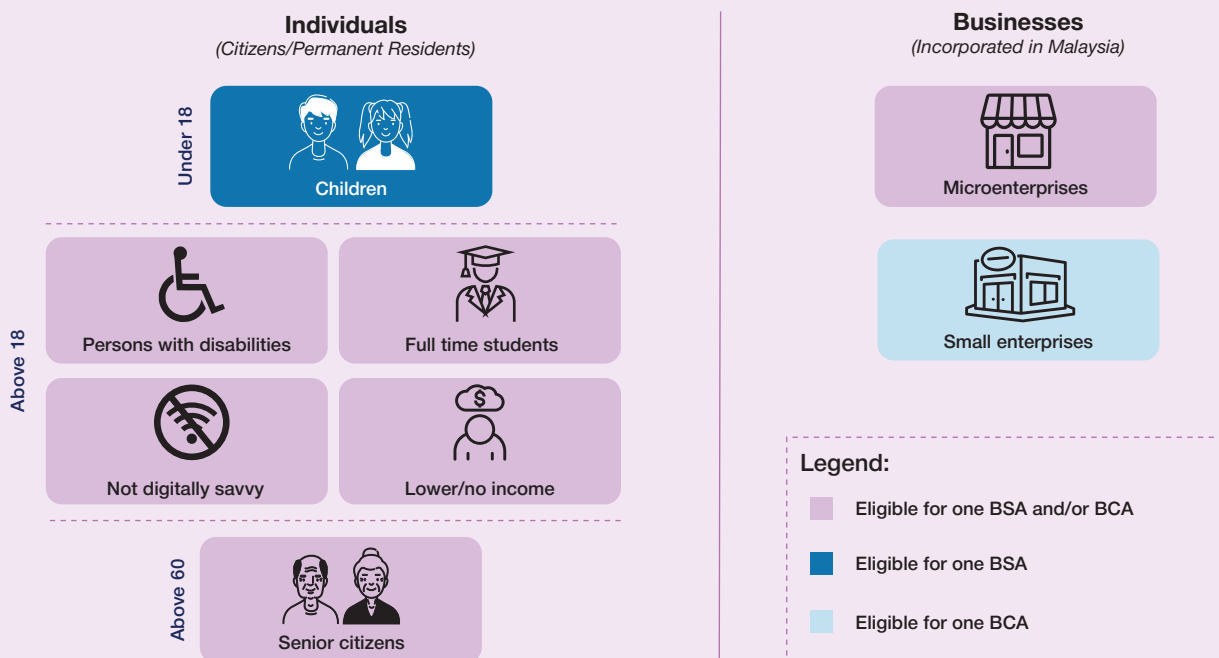 Individuals
(Citizens/Permanent Residents)
Under 18
Children
Above 18
Persons with disabilities
Full time students
Not digitally savvy
$
Lower/no income
Above 60
Senior citizens
Businesses
(Incorporated in Malaysia)
Microenterprises
Small enterprises
Legend:
Eligible for one BSA and/or BCA
Eligible for one BSA
Eligible for one BCA